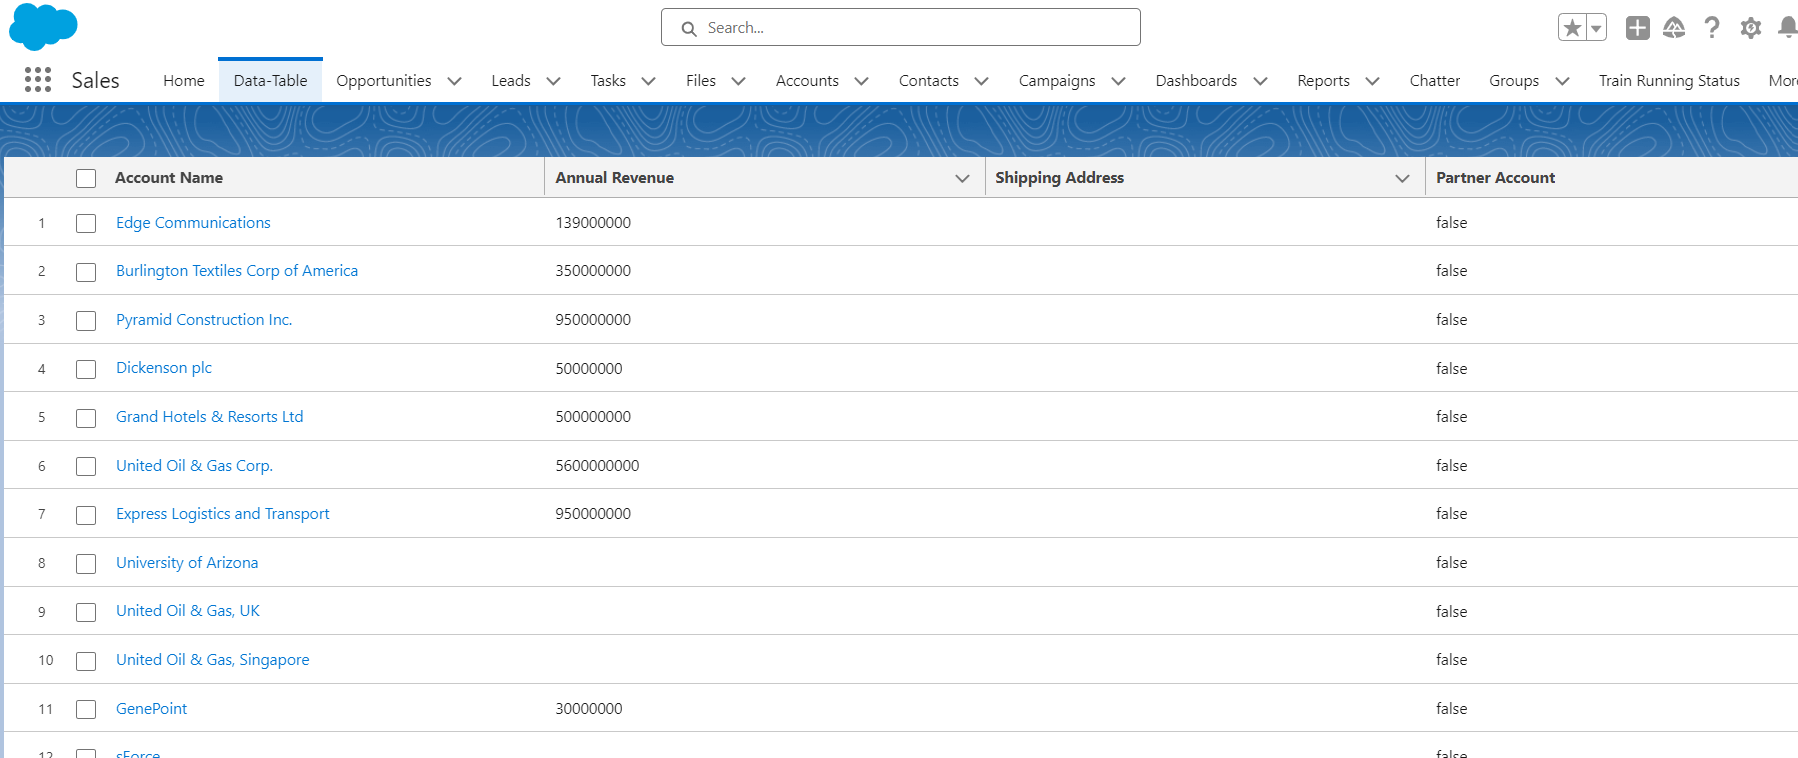 Search...
Sales Home Data-Table Opportunities Leads Tasks Files Accounts Contacts Campaigns Dashboards Reports Chatter Groups Train Running Status
Account Name Annual Revenue Shipping Address Partner Account
1 Edge Communications 139000000 false
2 Burlington Textiles Corp of America 350000000 false
3 Pyramid Construction Inc. 950000000 false
4 Dickenson plc 50000000 false
5 Grand Hotels & Resorts Ltd 500000000 false
6 United Oil & Gas Corp. 5600000000 false
7 Express Logistics and Transport 950000000 false
8 University of Arizona false
9 United Oil & Gas, UK false
10 United Oil & Gas, Singapore false
11 GenePoint 30000000 false
12 sForce false